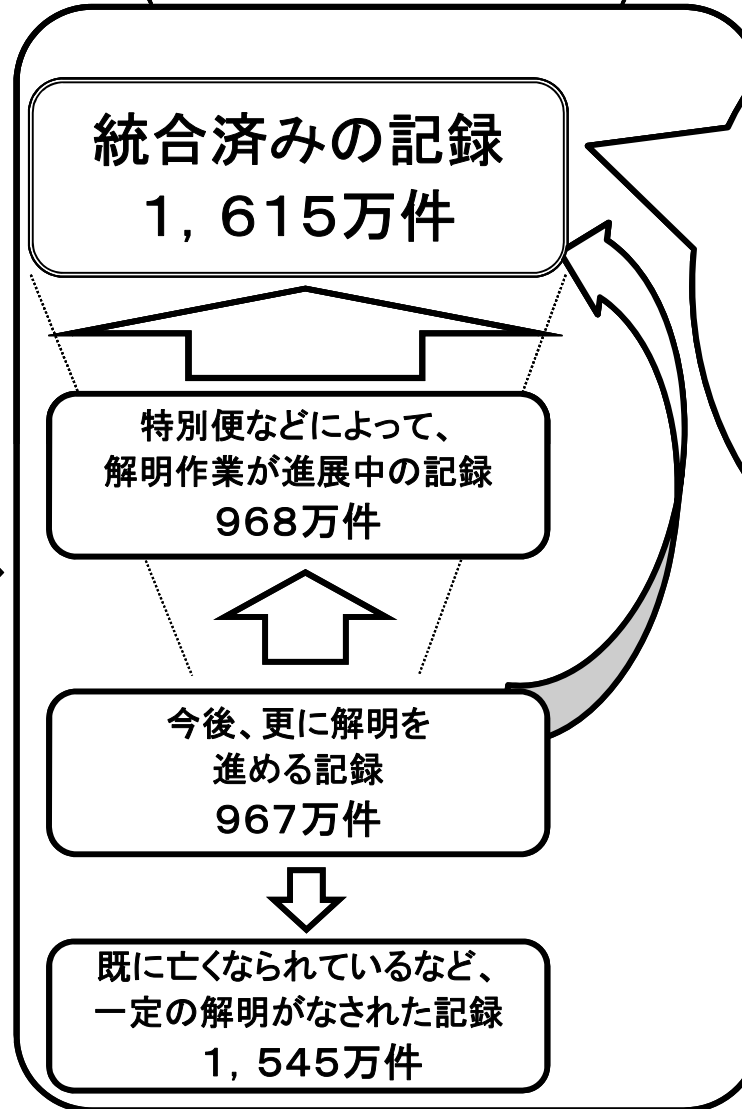 統合済みの記録
1,615万件
特別便などによって、
解明作業が進展中の記録
968万件
今後、更に解明を
進める記録
967万件
既に亡くなられているなど、
一定の解明がなされた記録
1,545万件